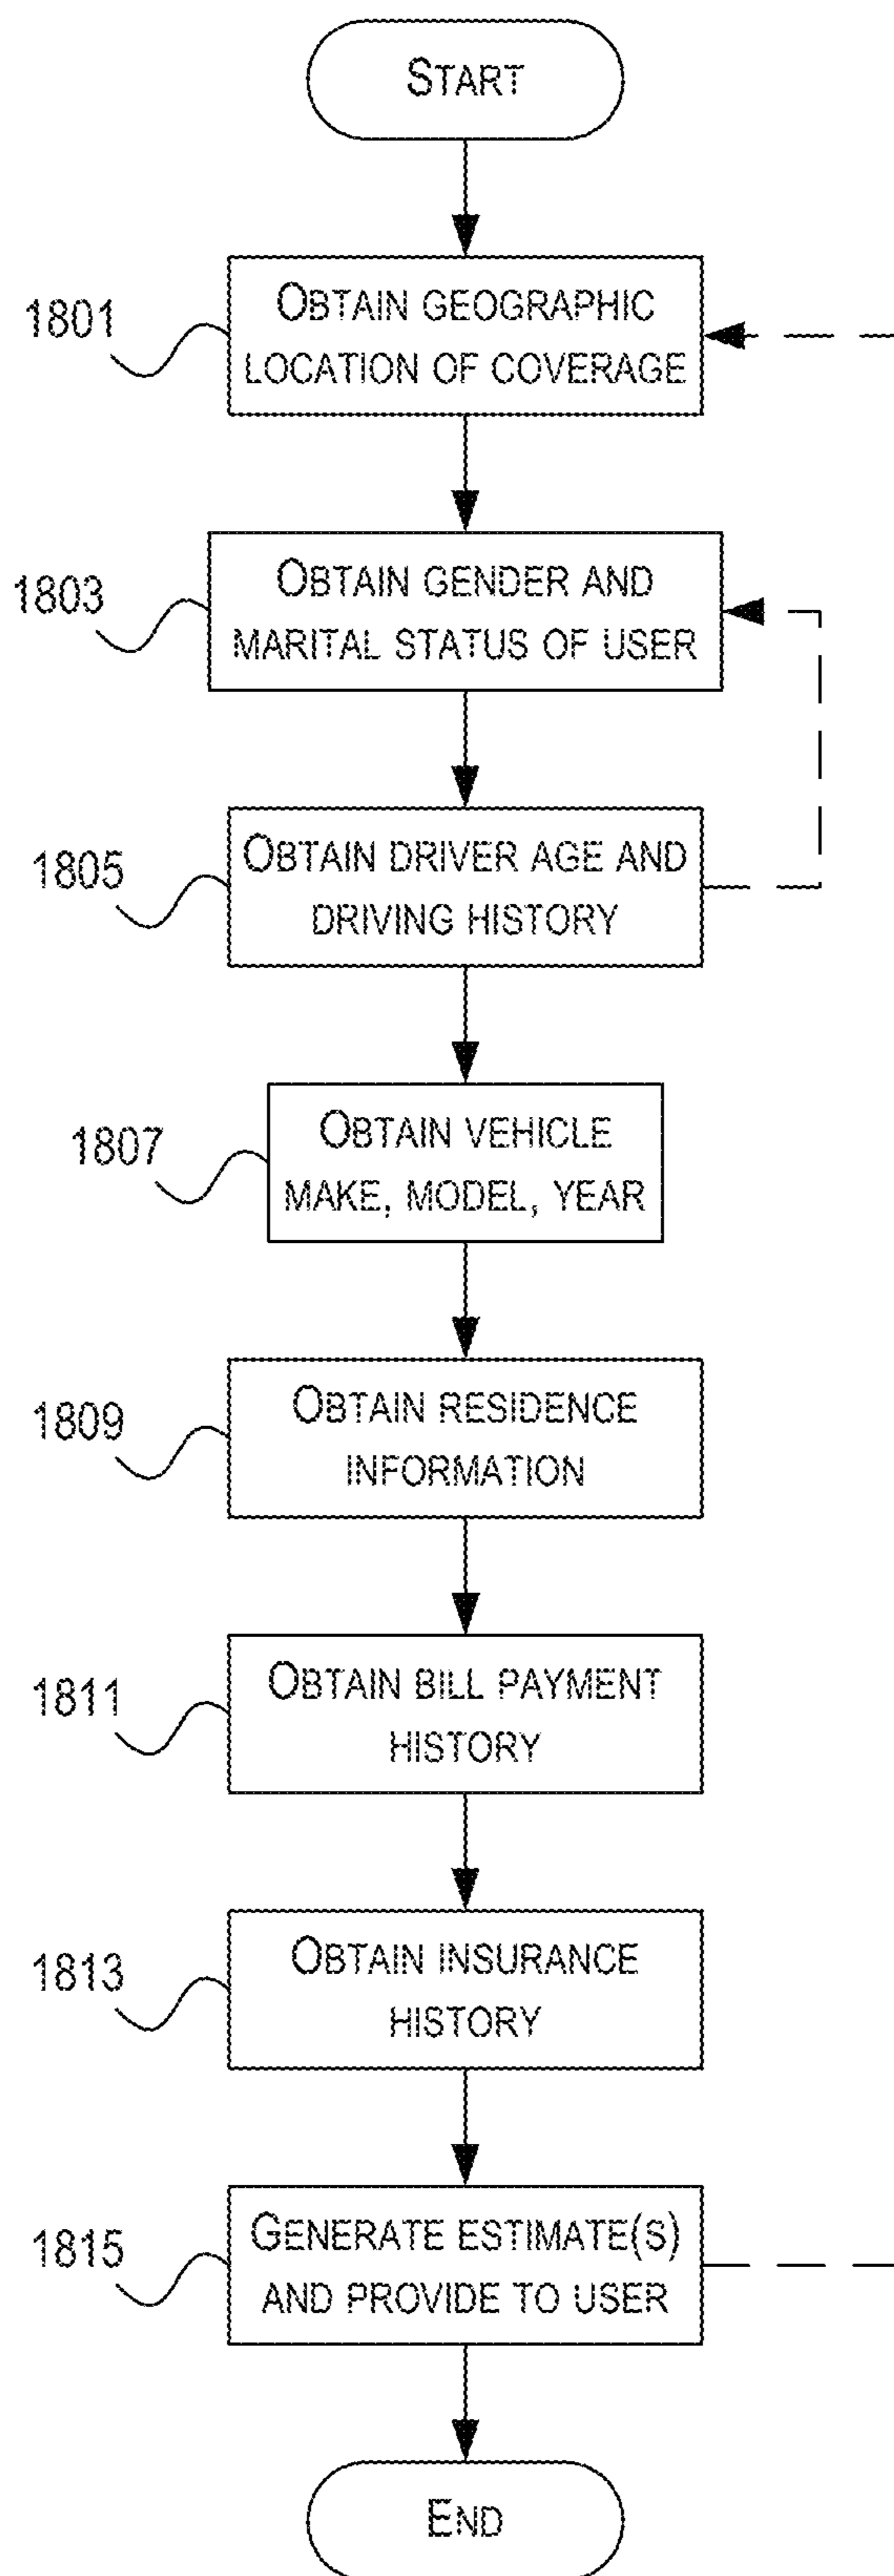 START
OBTAIN GEOGRAPHIC
LOCATION OF COVERAGE
1801
OBTAIN GENDER AND
MARITAL STATUS OF USER
1803
OBTAIN DRIVER AGE AND
DRIVING HISTORY
1805
OBTAIN VEHICLE
MAKE, MODEL, YEAR
1807
OBTAIN RESIDENCE
INFORMATION
1809
OBTAIN BILL PAYMENT
HISTORY
1811
OBTAIN INSURANCE
HISTORY
1813
GENERATE ESTIMATE(S)
AND PROVIDE TO USER
1815
END